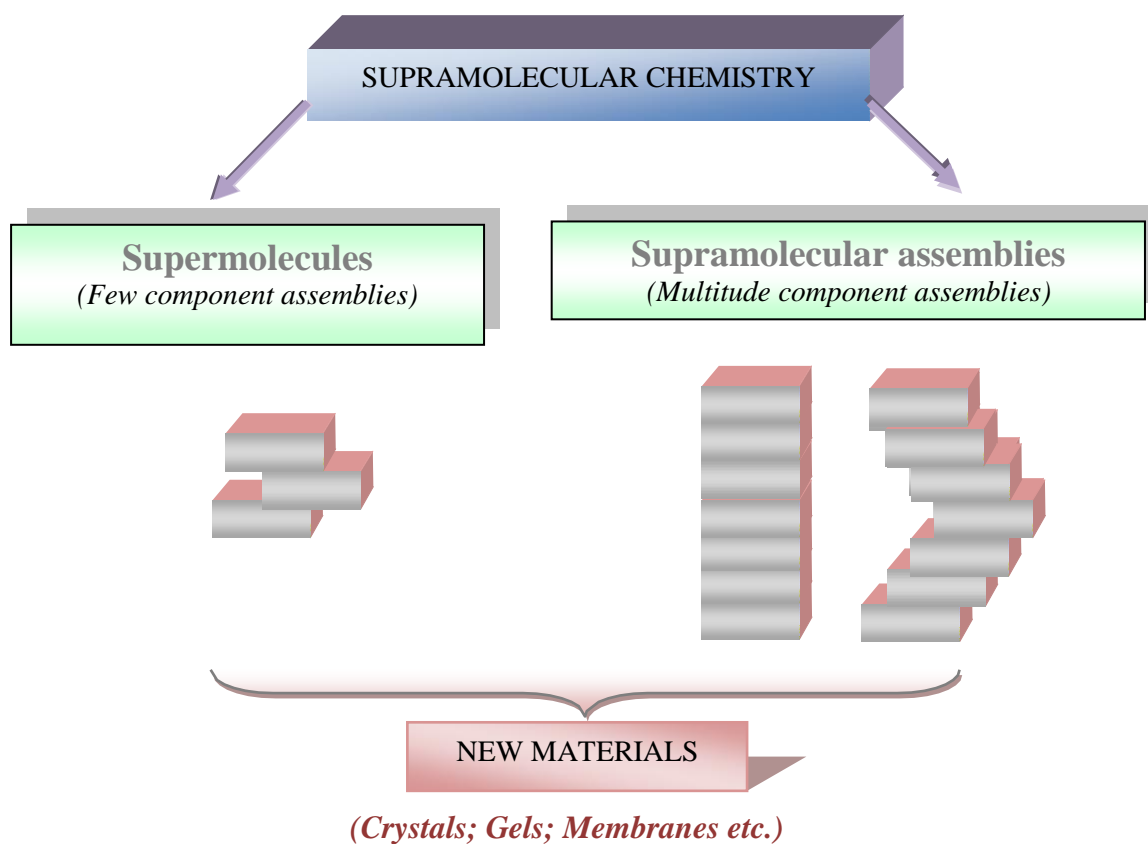 SUPRAMOLECULAR CHEMISTRY
Supermolecules
(Few component assemblies)
Supramolecular assemblies
(Multitude component assemblies)
NEW MATERIALS
(Crystals; Gels; Membranes etc.)